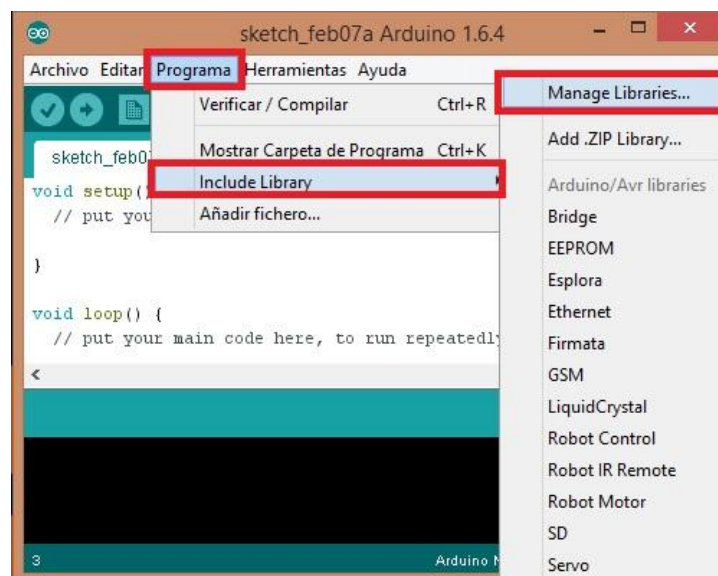 sketch_feb07a Arduino 1.6.4
Archivo Editar Programa Herramientas Ayuda
Verificar / Compilar Ctrl+R
Mostrar Carpeta de Programa Ctrl+K
Include Library
Añadir fichero...
Manage Libraries...
Add .ZIP Library...
Arduino/Avr libraries
Bridge
EEPROM
Esplora
Ethernet
Firmata
GSM
LiquidCrystal
Robot Control
Robot IR Remote
Robot Motor
SD
Servo
sketch_feb0
void setup()
// put you
}
void loop() {
// put your main code here, to run repeatedly
3 Arduino